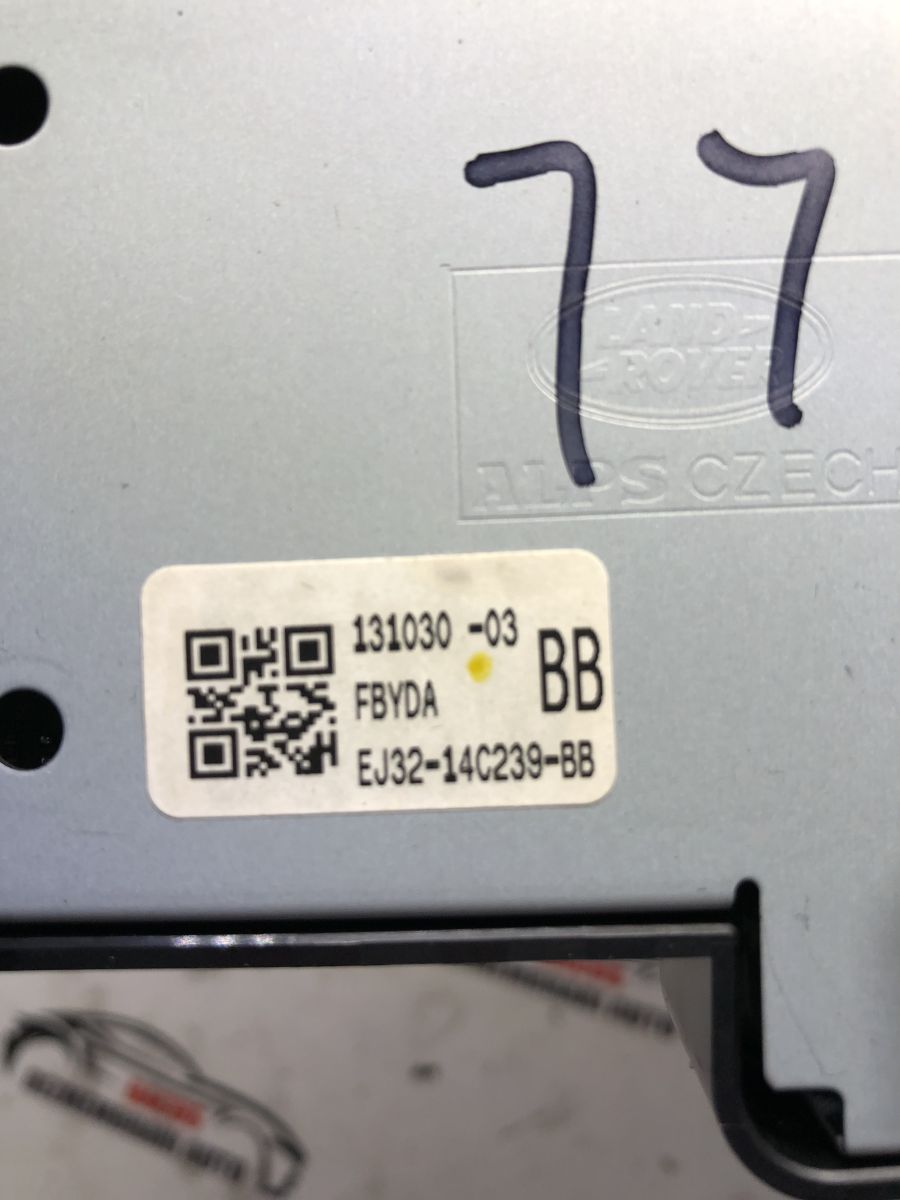 77
LAND
ROVER
ALPS CZECH
131030 -03
BB
FBYDA
EJ32-14C239-BB